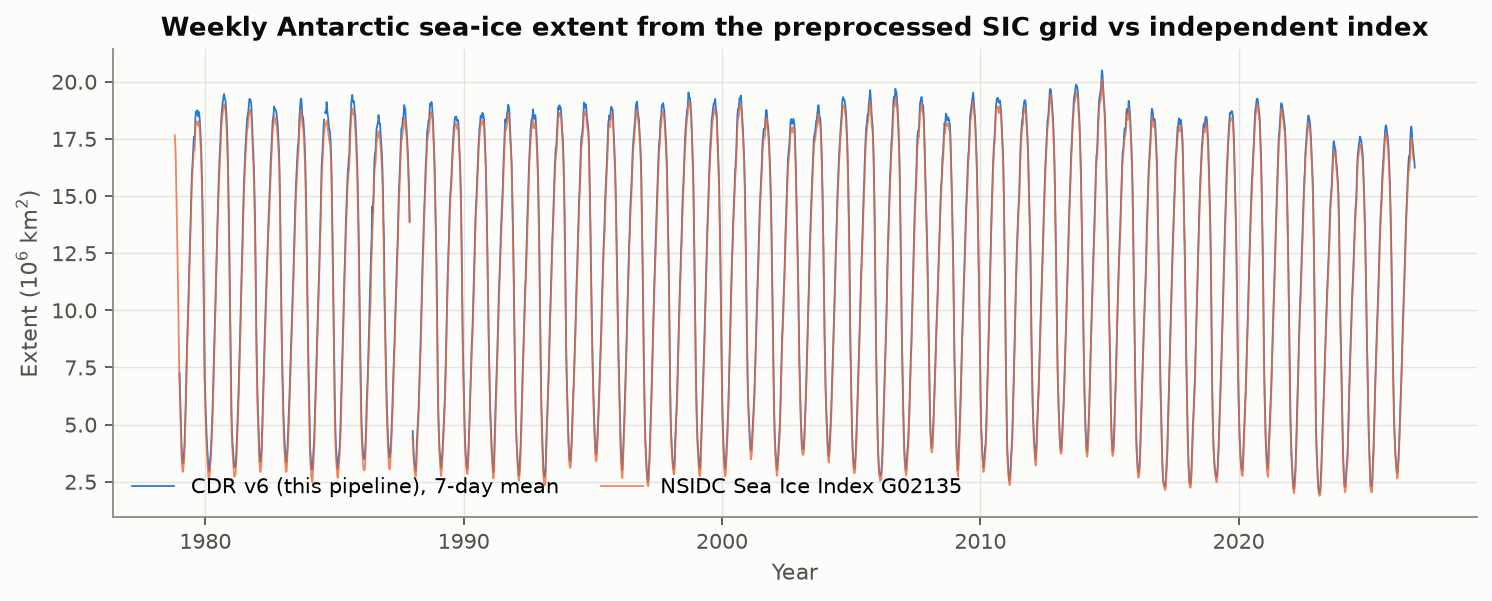 Weekly Antarctic sea-ice extent from the preprocessed SIC grid vs independent index
Extent (10⁶ km²)
20.0
17.5
15.0
12.5
10.0
7.5
5.0
2.5
CDR v6 (this pipeline), 7-day mean
NSIDC Sea Ice Index G02135
1980
1990
2000
2010
2020
Year